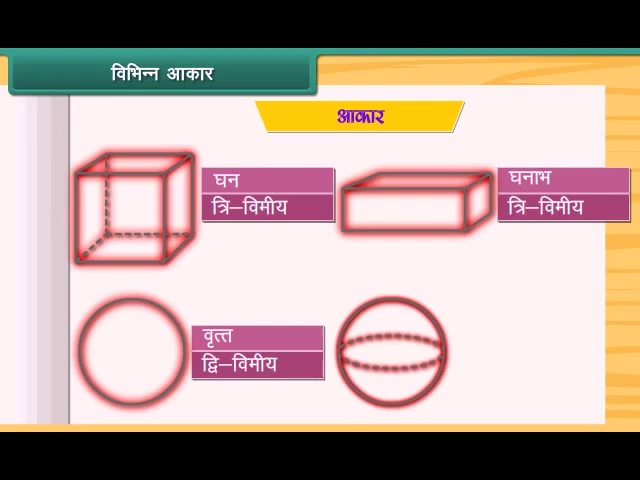 विभिन्न आकार
आकार
घन
त्रि–विमीय
घनाभ
त्रि–विमीय
वृत्त
द्वि–विमीय